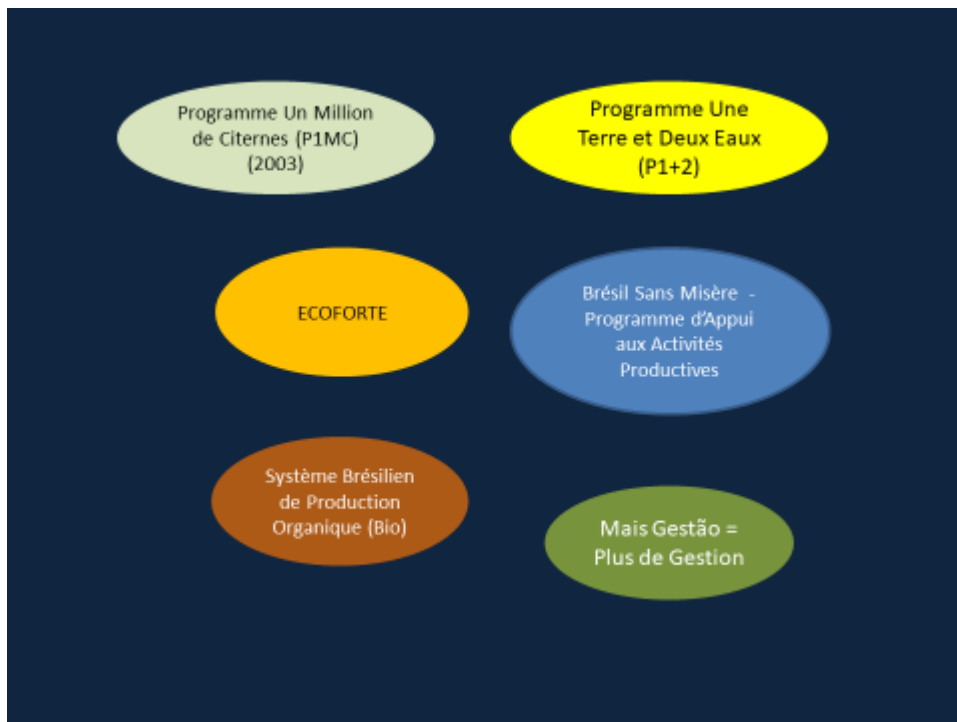 Programme Un Million
de Citernes (P1MC)
(2003)
Programme Une
Terre et Deux Eaux
(P1+2)
ECOFORTE
Brésil Sans Misère -
Programme d'Appui
aux Activités
Productives
Système Brésilien
de Production
Organique (Bio)
Mais Gestão =
Plus de Gestion